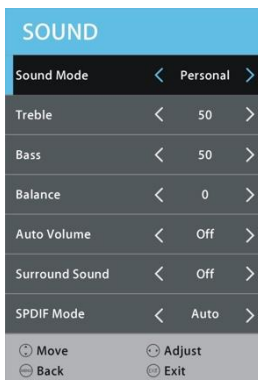 SOUND
Sound Mode < Personal >
Treble < 50 >
Bass < 50 >
Balance < 0 >
Auto Volume < Off >
Surround Sound < Off >
SPDIF Mode < Auto >
Move Adjust
Back Exit